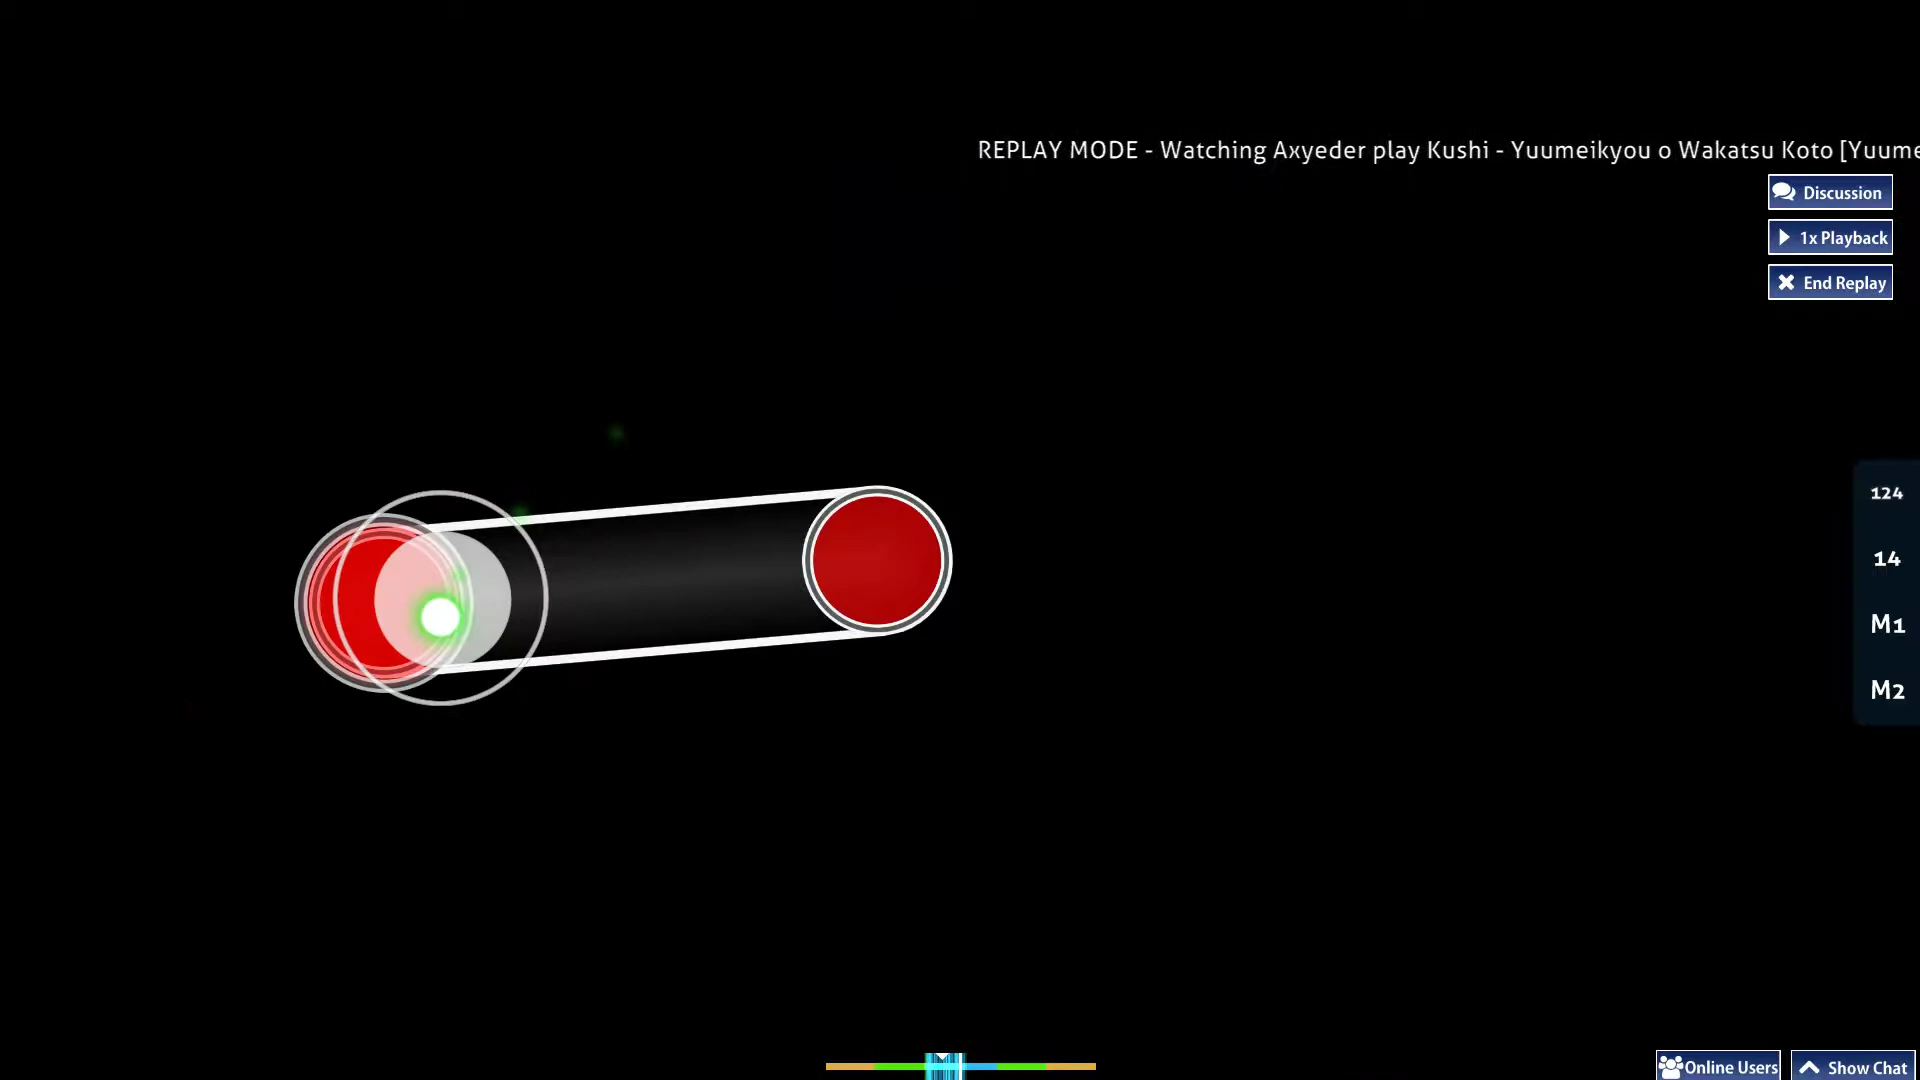 REPLAY MODE - Watching Axyeder play Kushi - Yuumeikyou o Wakatsu Koto [Yuume
Discussion
1x Playback
End Replay
124
14
M1
M2
Online Users
Show Chat